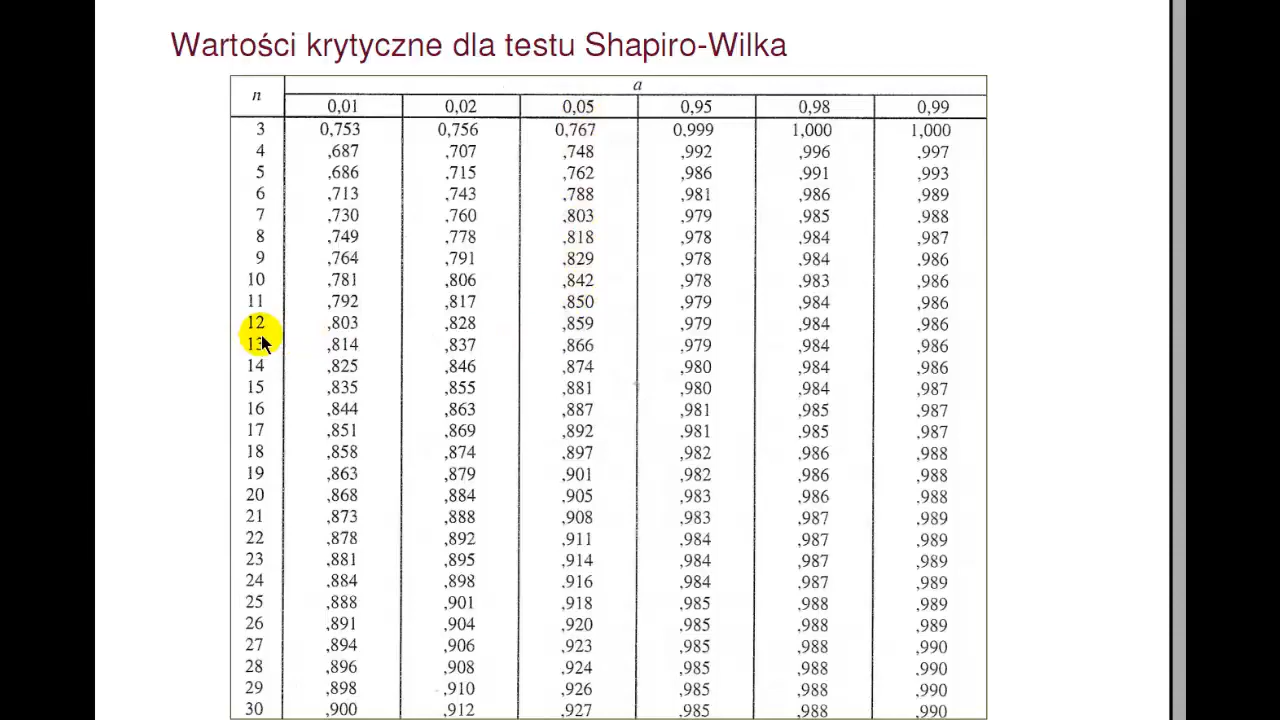 Wartości krytyczne dla testu Shapiro-Wilka
a
n
0,01 0,02 0,05 0,95 0,98 0,99
3 0,753 0,756 0,767 0,999 1,000 1,000
4 ,687 ,707 ,748 ,992 ,996 ,997
5 ,686 ,715 ,762 ,986 ,991 ,993
6 ,713 ,743 ,788 ,981 ,986 ,989
7 ,730 ,760 ,803 ,979 ,985 ,988
8 ,749 ,778 ,818 ,978 ,984 ,987
9 ,764 ,791 ,829 ,978 ,984 ,986
10 ,781 ,806 ,842 ,978 ,983 ,986
11 ,792 ,817 ,850 ,979 ,984 ,986
12 ,803 ,828 ,859 ,979 ,984 ,986
13 ,814 ,837 ,866 ,979 ,984 ,986
14 ,825 ,846 ,874 ,980 ,984 ,986
15 ,835 ,855 ,881 ,980 ,984 ,987
16 ,844 ,863 ,887 ,981 ,985 ,987
17 ,851 ,869 ,892 ,981 ,985 ,987
18 ,858 ,874 ,897 ,982 ,986 ,988
19 ,863 ,879 ,901 ,982 ,986 ,988
20 ,868 ,884 ,905 ,983 ,986 ,988
21 ,873 ,888 ,908 ,983 ,987 ,989
22 ,878 ,892 ,911 ,984 ,987 ,989
23 ,881 ,895 ,914 ,984 ,987 ,989
24 ,884 ,898 ,916 ,984 ,987 ,989
25 ,888 ,901 ,918 ,985 ,988 ,989
26 ,891 ,904 ,920 ,985 ,988 ,989
27 ,894 ,906 ,923 ,985 ,988 ,990
28 ,896 ,908 ,924 ,985 ,988 ,990
29 ,898 ,910 ,926 ,985 ,988 ,990
30 ,900 ,912 ,927 ,985 ,988 ,990